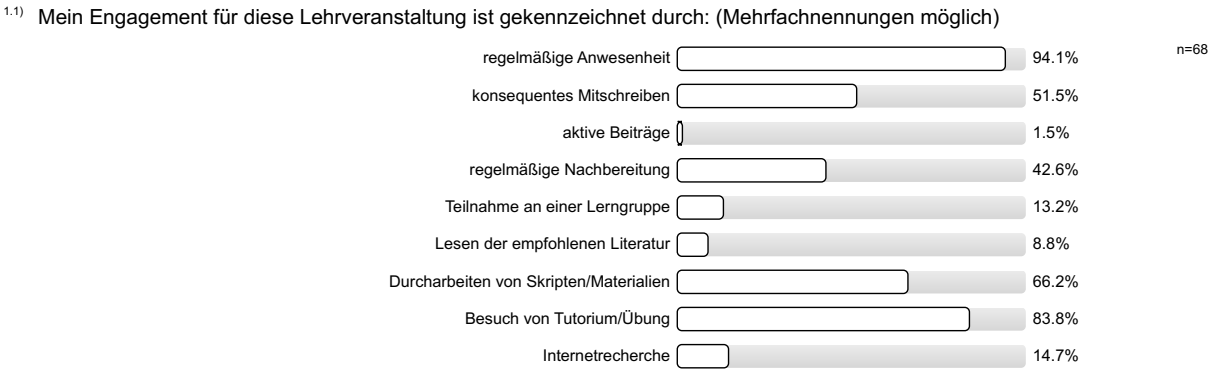 1.1) Mein Engagement für diese Lehrveranstaltung ist gekennzeichnet durch: (Mehrfachnennungen möglich)
n=68
regelmäßige Anwesenheit 94.1%
konsequentes Mitschreiben 51.5%
aktive Beiträge 1.5%
regelmäßige Nachbereitung 42.6%
Teilnahme an einer Lerngruppe 13.2%
Lesen der empfohlenen Literatur 8.8%
Durcharbeiten von Skripten/Materialien 66.2%
Besuch von Tutorium/Übung 83.8%
Internetrecherche 14.7%